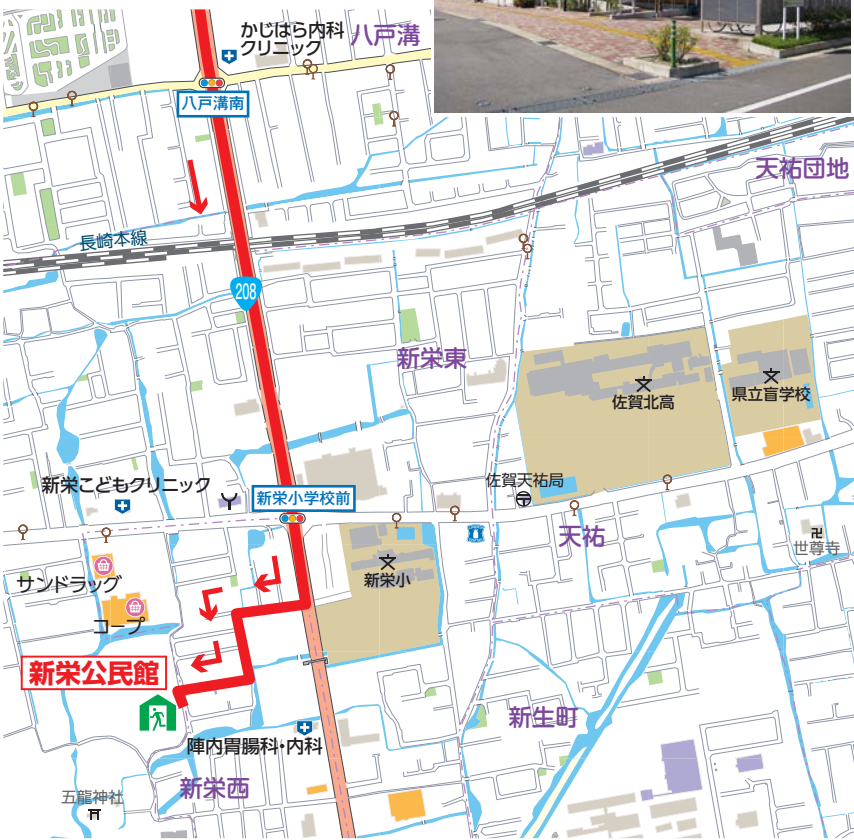 かじはら内科
クリニック
八戸溝
八戸溝南
天祐団地
長崎本線
208
新栄東
佐賀北高
県立盲学校
新栄こどもクリニック
新栄小学校前
佐賀天祐局
天祐
卍
世尊寺
新栄小
サンドラッグ
コープ
新栄公民館
新生町
陣内胃腸科・内科
新栄西
五龍神社